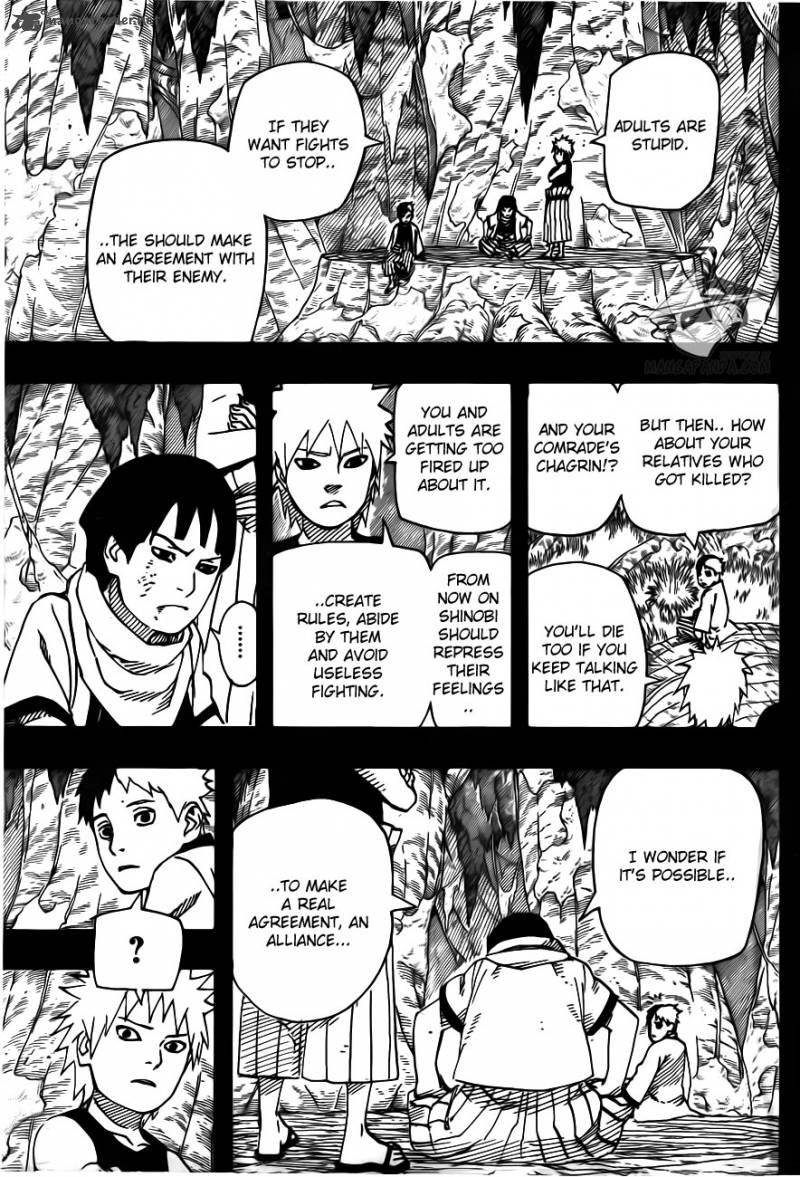 ADULTS ARE
STUPID.
IF THEY
WANT FIGHTS
TO STOP..
..THE SHOULD MAKE
AN AGREEMENT WITH
THEIR ENEMY.
MANGAPANDA.COM
BUT THEN.. HOW
ABOUT YOUR
RELATIVES WHO
GOT KILLED?
AND YOUR
COMRADE'S
CHAGRIN!?
YOU'LL DIE
TOO IF YOU
KEEP TALKING
LIKE THAT.
YOU AND
ADULTS ARE
GETTING TOO
FIRED UP
ABOUT IT.
FROM
NOW ON
SHINOBI
SHOULD
REPRESS
THEIR
FEELINGS
..
..CREATE
RULES, ABIDE
BY THEM
AND AVOID
USELESS
FIGHTING.
........
I WONDER IF
IT'S POSSIBLE..
..TO MAKE
A REAL
AGREEMENT, AN
ALLIANCE...
?